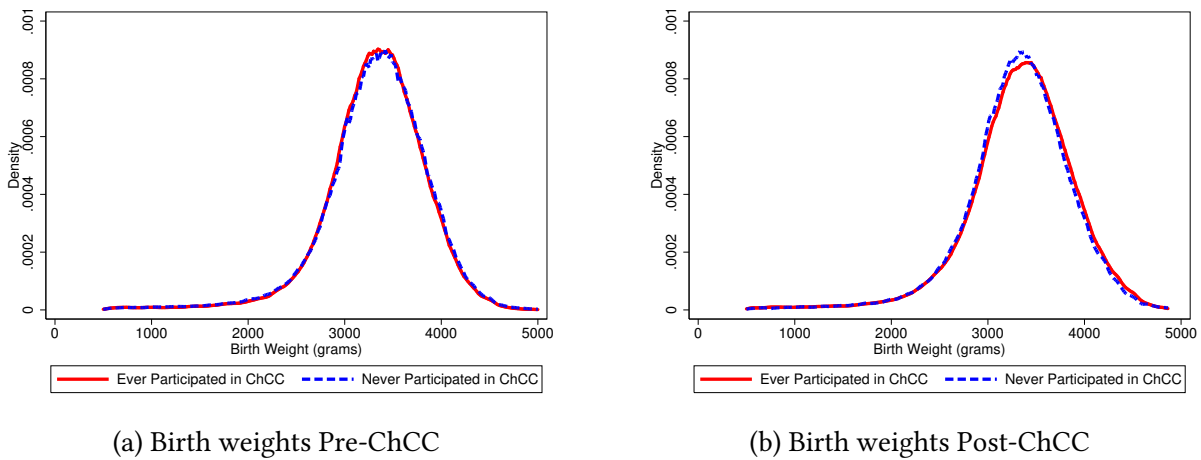 Density
0 .0002 .0004 .0006 .0008 .001
0 1000 2000 3000 4000 5000
Birth Weight (grams)
Ever Participated in ChCC Never Participated in ChCC
(a) Birth weights Pre-ChCC
Density
0 .0002 .0004 .0006 .0008 .001
0 1000 2000 3000 4000 5000
Birth Weight (grams)
Ever Participated in ChCC Never Participated in ChCC
(b) Birth weights Post-ChCC